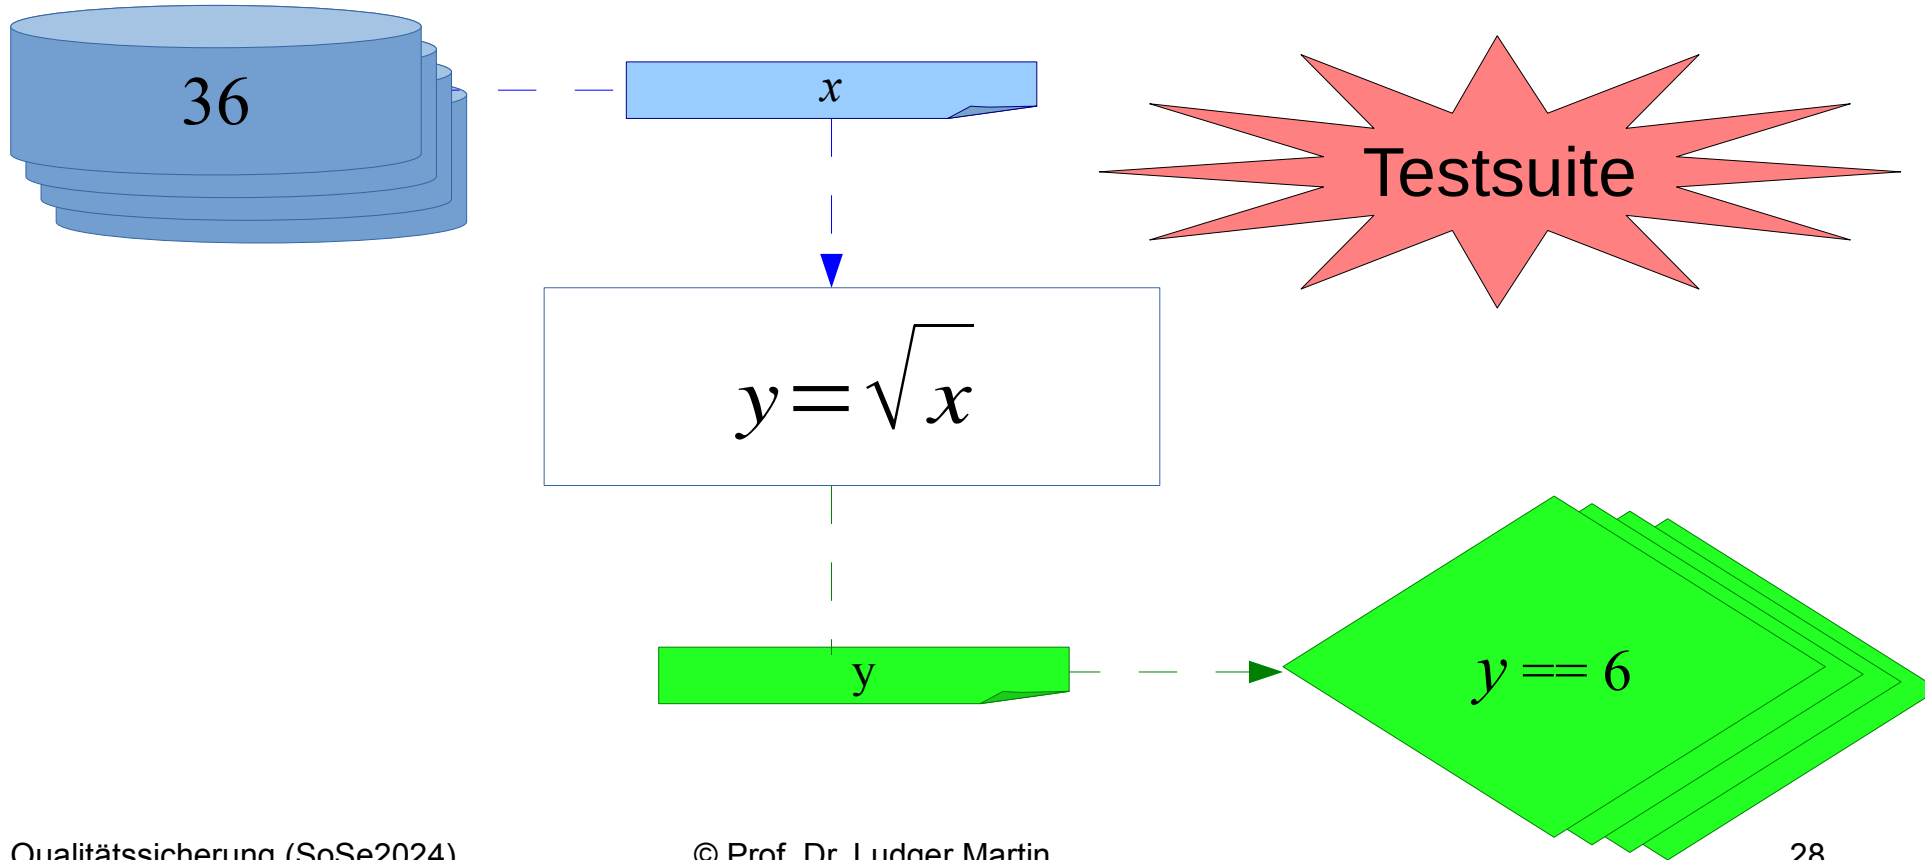 36
x
Testsuite
y=√x
y
y == 6
Qualitätssicherung (SoSe2024)
© Prof. Dr. Ludger Martin
28